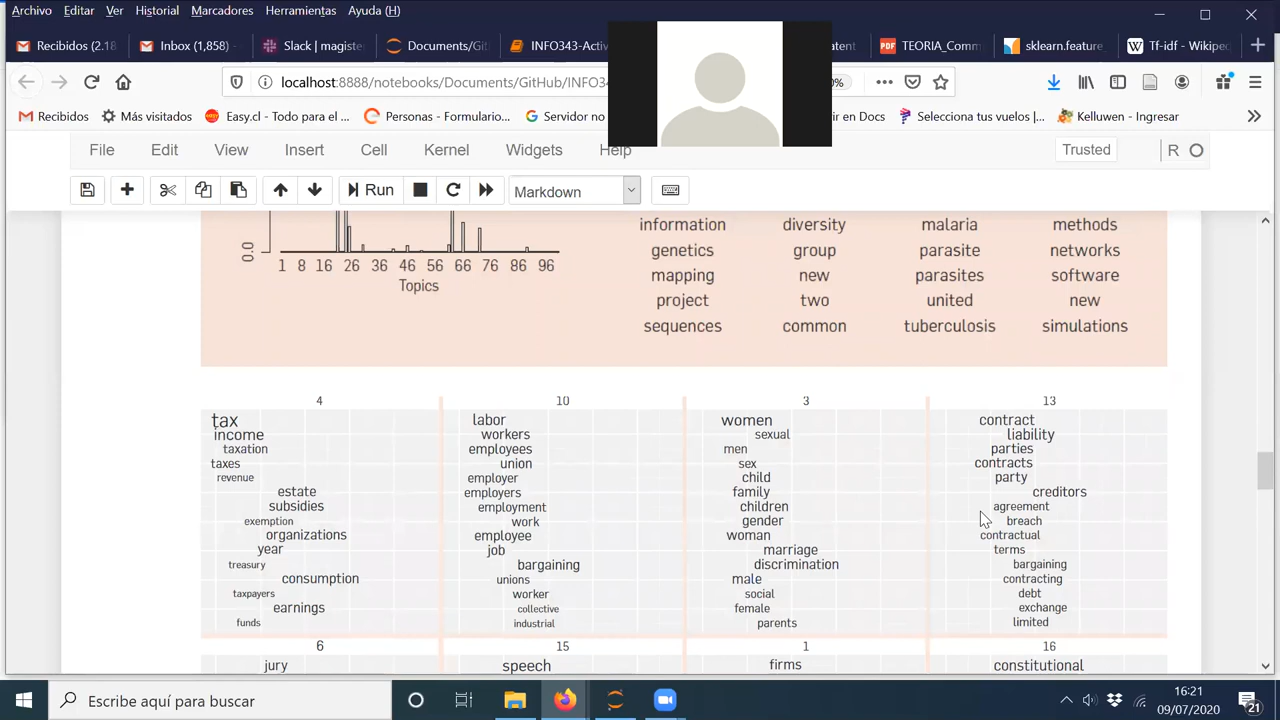 Archivo Editar Ver Historial Marcadores Herramientas Ayuda (H)
Recibidos (2.18
Inbox (1,858)
Slack | magiste
Documents/Git
INFO343-Activ
atent
TEORIA_Comm
sklearn.feature
Tf-idf - Wikipe
localhost:8888/notebooks/Documents/GitHub/INFO34
0%
Recibidos
Más visitados
Easy.cl - Todo para el ...
Personas - Formulario...
Servidor no
ir en Docs
Selecciona tus vuelos |...
Kelluwen - Ingresar
File Edit View Insert Cell Kernel Widgets Help
Trusted
R
Run
Markdown
0.0
1 8 16 26 36 46 56 66 76 86 96
Topics
information diversity malaria methods
genetics group parasite networks
mapping new parasites software
project two united new
sequences common tuberculosis simulations
4
tax
income
taxation
taxes
revenue
estate
subsidies
exemption
organizations
year
treasury
consumption
taxpayers
earnings
funds
10
labor
workers
employees
union
employer
employers
employment
work
employee
job
bargaining
unions
worker
collective
industrial
3
women
sexual
men
sex
child
family
children
gender
woman
marriage
discrimination
male
social
female
parents
13
contract
liability
parties
contracts
party
creditors
agreement
breach
contractual
terms
bargaining
contracting
debt
exchange
limited
6
jury
15
speech
1
firms
16
constitutional
Escribe aquí para buscar
16:21
09/07/2020
21